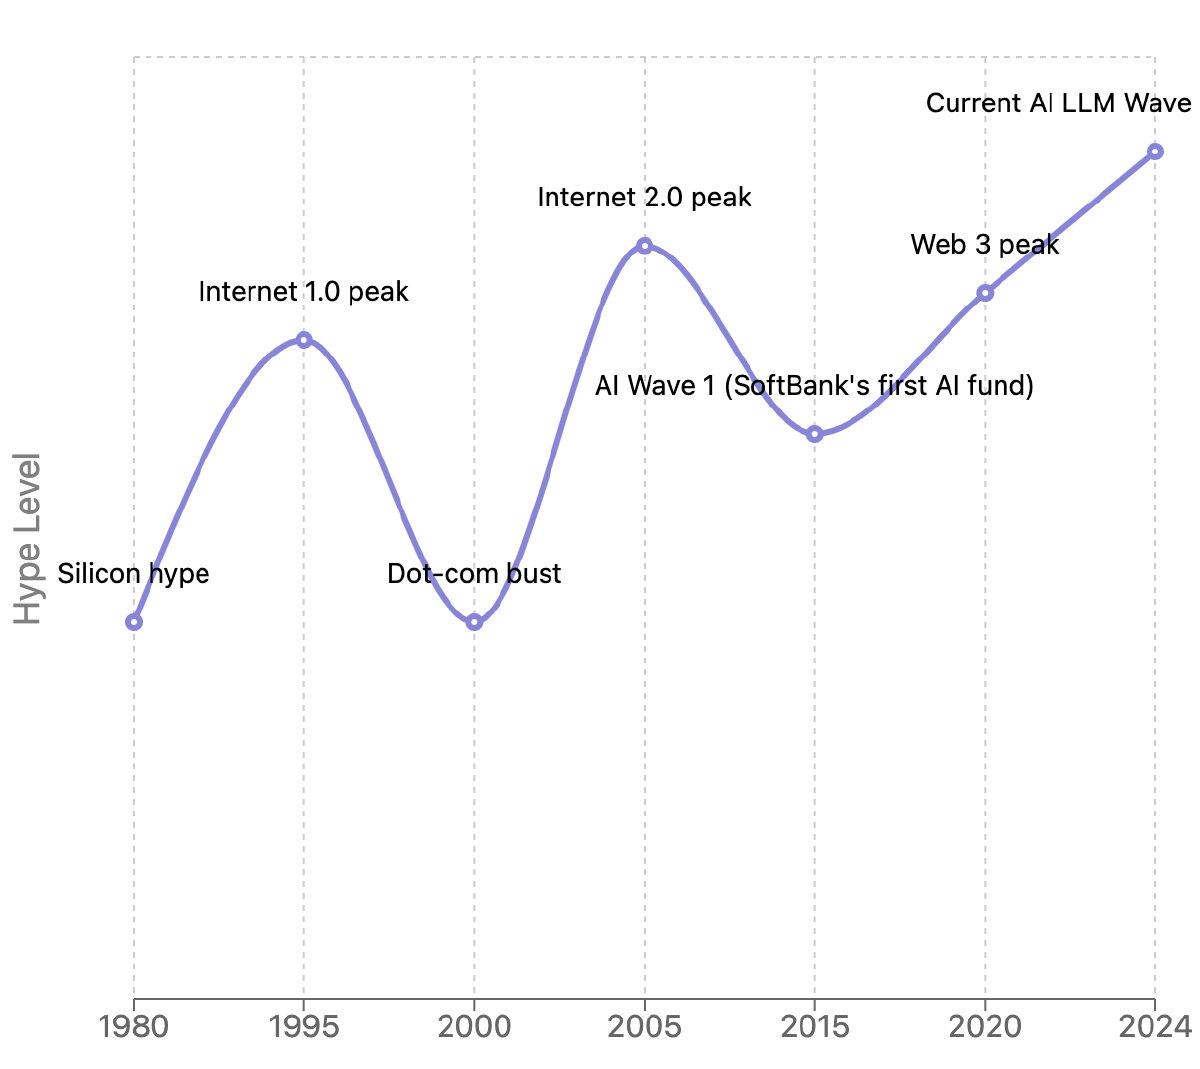 Current AI LLM Wave
Internet 2.0 peak
Web 3 peak
Internet 1.0 peak
AI Wave 1 (SoftBank's first AI fund)
Hype Level
Silicon hype
Dot-com bust
1980 1995 2000 2005 2015 2020 2024